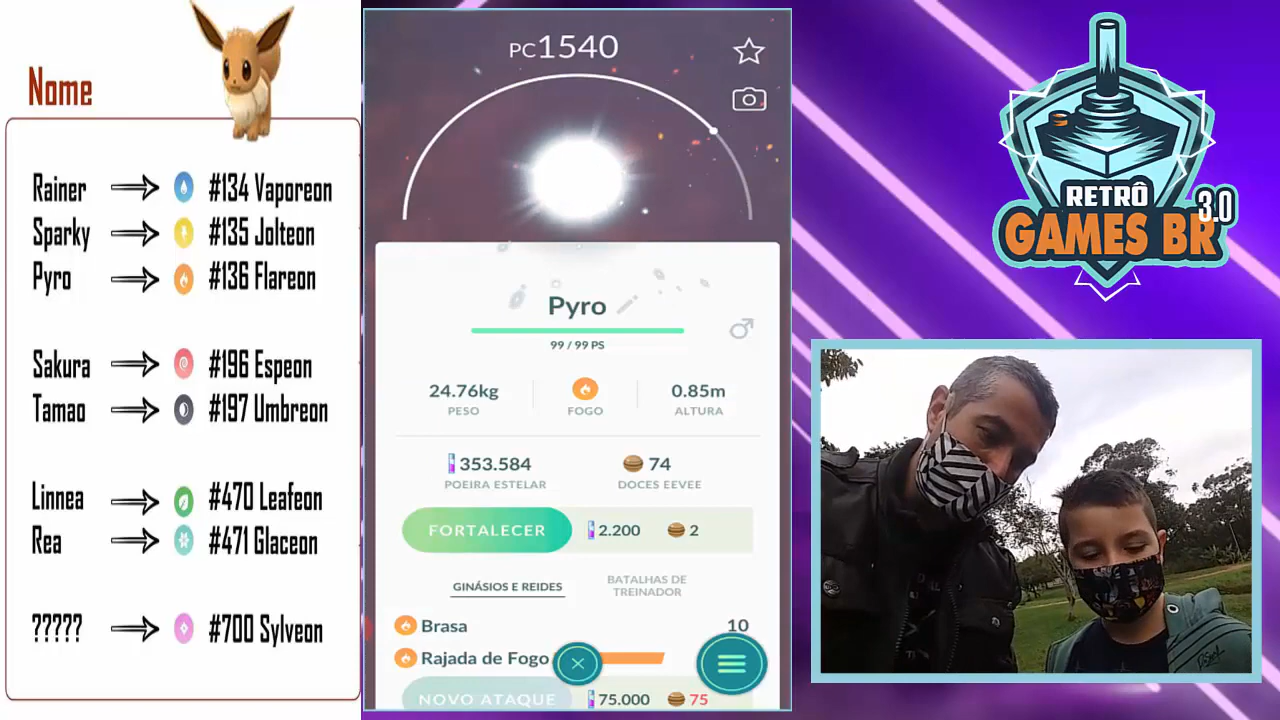 Nome
Rainer #134 Vaporeon
Sparky #135 Jolteon
Pyro #136 Flareon
Sakura #196 Espeon
Tamao #197 Umbreon
Linnea #470 Leafeon
Rea #471 Glaceon
????? #700 Sylveon
PC1540
Pyro
99 / 99 PS
24.76kg
PESO
FOGO
0.85m
ALTURA
353.584
POEIRA ESTELAR
74
DOCES EEVEE
FORTALECER 2.200 2
GINÁSIOS E REIDES
BATALHAS DE
TREINADOR
Brasa 10
Rajada de Fogo
NOVO ATAQUE 75.000 75
RETRÔ
GAMES BR
3.0